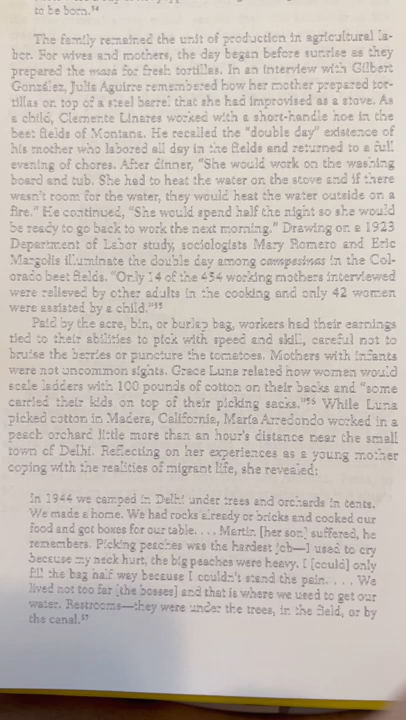 to be born.⁵⁴
The family remained the unit of production in agricultural la-
bor. For wives and mothers, the day began before sunrise as they
prepared the masa for fresh tortillas. In an interview with Gilbert
González, Julia Aguirre remembered how her mother prepared tor-
tillas on top of a steel barrel that she had improvised as a stove. As
a child, Clemente Linares worked with a short-handle hoe in the
beet fields of Montana. He recalled the "double day" existence of
his mother who labored all day in the fields and returned to a full
evening of chores. After dinner, "She would work on the washing
board and tub. She had to heat the water on the stove and if there
wasn't room for the water, they would heat the water outside on a
fire." He continued, "She would spend half the night so she would
be ready to go back to work the next morning." Drawing on a 1923
Department of Labor study, sociologists Mary Romero and Eric
Margolis illuminate the double day among campesinas in the Col-
orado beet fields. "Only 14 of the 454 working mothers interviewed
were relieved by other adults in the cooking and only 42 women
were assisted by a child."⁵⁵
Paid by the acre, bin, or burlap bag, workers had their earnings
tied to their abilities to pick with speed and skill, careful not to
bruise the berries or puncture the tomatoes. Mothers with infants
were not uncommon sights. Grace Luna related how women would
scale ladders with 100 pounds of cotton on their backs and "some
carried their kids on top of their picking sacks."⁵⁶ While Luna
picked cotton in Madera, California, María Arredondo worked in a
peach orchard little more than an hour's distance near the small
town of Delhi. Reflecting on her experiences as a young mother
coping with the realities of migrant life, she revealed:
In 1944 we camped in Delhi under trees and orchards in tents.
We made a home. We had rocks already or bricks and cooked our
food and got boxes for our table. . . . Martin [her son] suffered, he
remembers. Picking peaches was the hardest job—I used to cry
because my neck hurt, the big peaches were heavy. I [could] only
fill the bag half way because I couldn't stand the pain. . . . We
lived not too far [the bosses] and that is where we used to get our
water. Restrooms—they were under the trees, in the field, or by
the canal.⁵⁷